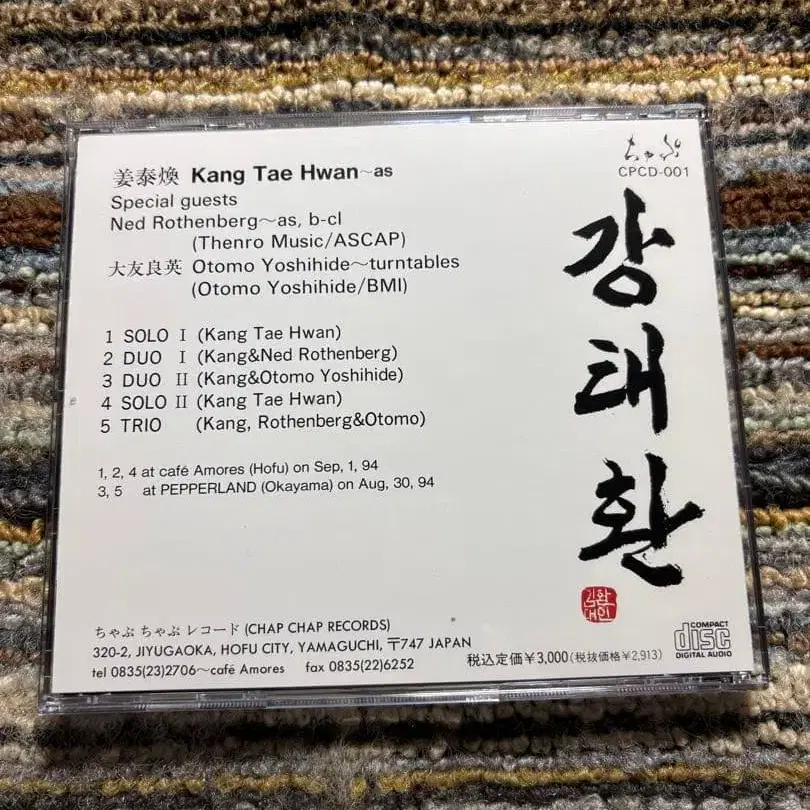 姜泰煥 Kang Tae Hwan~as
Special guests
Ned Rothenberg~as, b-cl
(Thenro Music/ASCAP)
大友良英 Otomo Yoshihide~turntables
(Otomo Yoshihide/BMI)
1 SOLO Ⅰ (Kang Tae Hwan)
2 DUO Ⅰ (Kang&Ned Rothenberg)
3 DUO Ⅱ (Kang&Otomo Yoshihide)
4 SOLO Ⅱ (Kang Tae Hwan)
5 TRIO (Kang, Rothenberg&Otomo)
1, 2, 4 at café Amores (Hofu) on Sep, 1, 94
3, 5 at PEPPERLAND (Okayama) on Aug, 30, 94
ちゃぷ
CPCD-001
강태환
ちゃぷ ちゃぷ レコード (CHAP CHAP RECORDS)
320-2, JIYUGAOKA, HOFU CITY, YAMAGUCHI, 〒747 JAPAN
tel 0835(23)2706~café Amores fax 0835(22)6252
税込定価¥3,000(税抜価格¥2,913)
COMPACT
disc
DIGITAL AUDIO